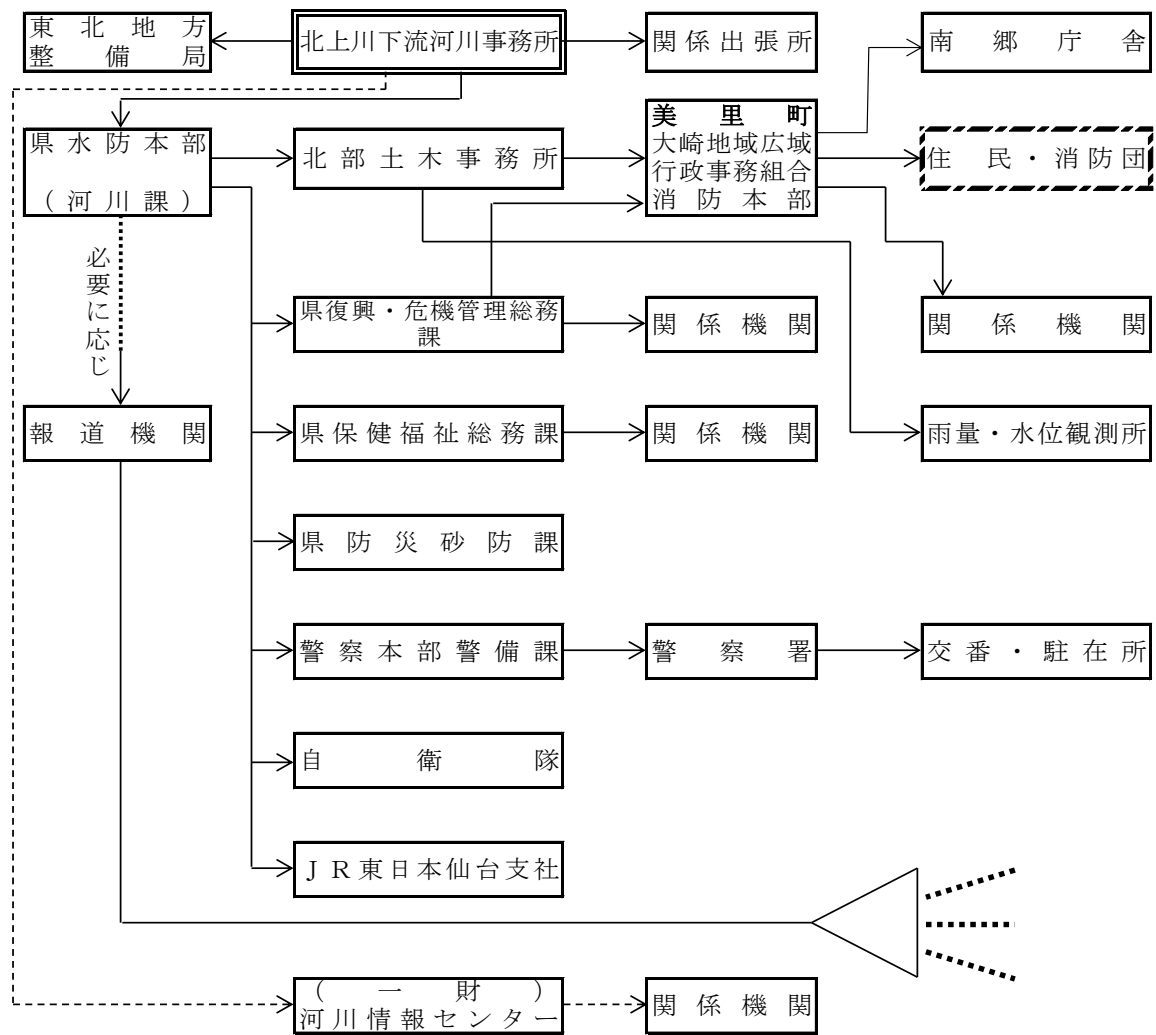 東北地方
整備局
北上川下流河川事務所
関係出張所
南郷庁舎
県水防本部
(河川課)
北部土木事務所
美里町
大崎地域広域
行政事務組合
消防本部
住民・消防団
必要に応じ
県復興・危機管理総務
課
関係機関
関係機関
報道機関
県保健福祉総務課
関係機関
雨量・水位観測所
県防災砂防課
警察本部警備課
警察署
交番・駐在所
自衛隊
JR東日本仙台支社
(一財)
河川情報センター
関係機関